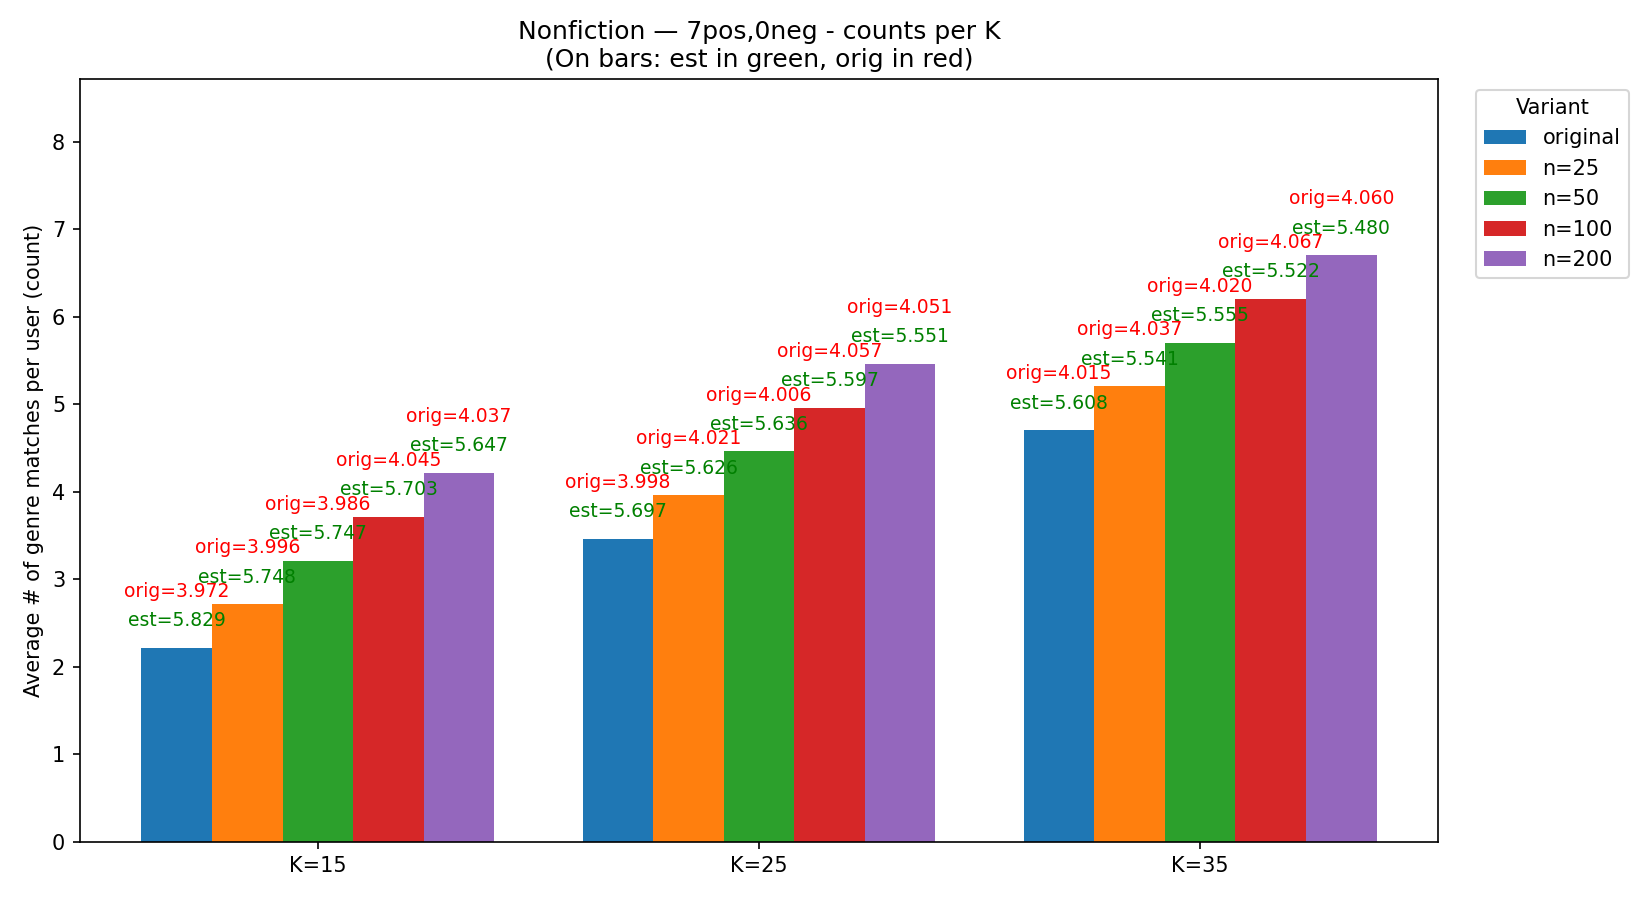 Nonfiction — 7pos,0neg - counts per K
(On bars: est in green, orig in red)
Average # of genre matches per user (count)
8
7
6
5
4
3
2
1
0
orig=3.972
est=5.829
orig=3.996
est=5.748
orig=3.986
est=5.747
orig=4.045
est=5.703
orig=4.037
est=5.647
orig=3.998
est=5.697
orig=4.021
est=5.626
orig=4.006
est=5.636
orig=4.057
est=5.597
orig=4.051
est=5.551
orig=4.015
est=5.608
orig=4.037
est=5.541
orig=4.020
est=5.555
orig=4.067
est=5.522
orig=4.060
est=5.480
K=15
K=25
K=35
Variant
original
n=25
n=50
n=100
n=200